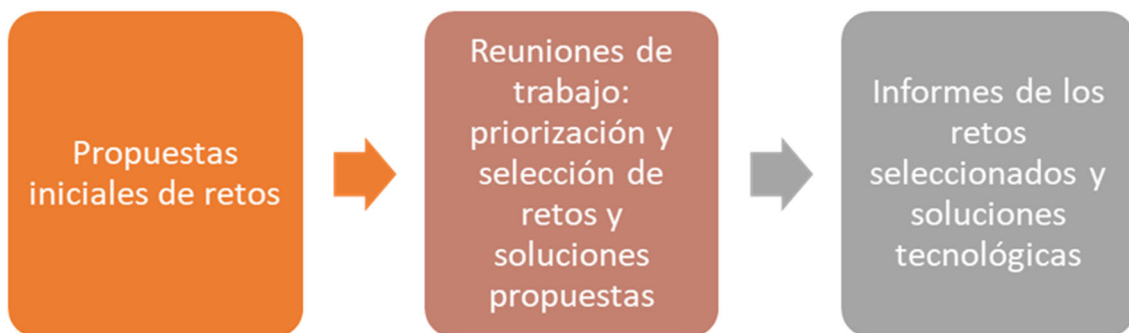 Propuestas
iniciales de retos
Reuniones de
trabajo:
priorización y
selección de
retos y
soluciones
propuestas
Informes de los
retos
seleccionados y
soluciones
tecnológicas